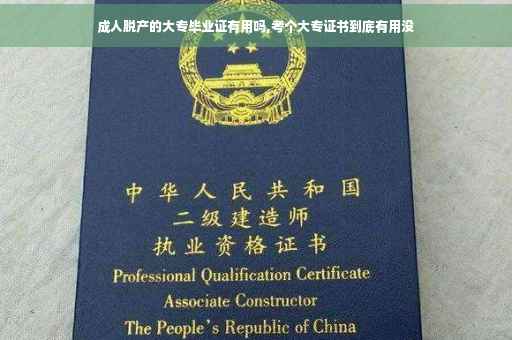 成人脱产的大专毕业证有用吗,考个大专证书到底有用没
中华人民共和国
二级建造师
执业资格证书
Professional Qualification Certificate
Associate Constructor
The People's Republic of China